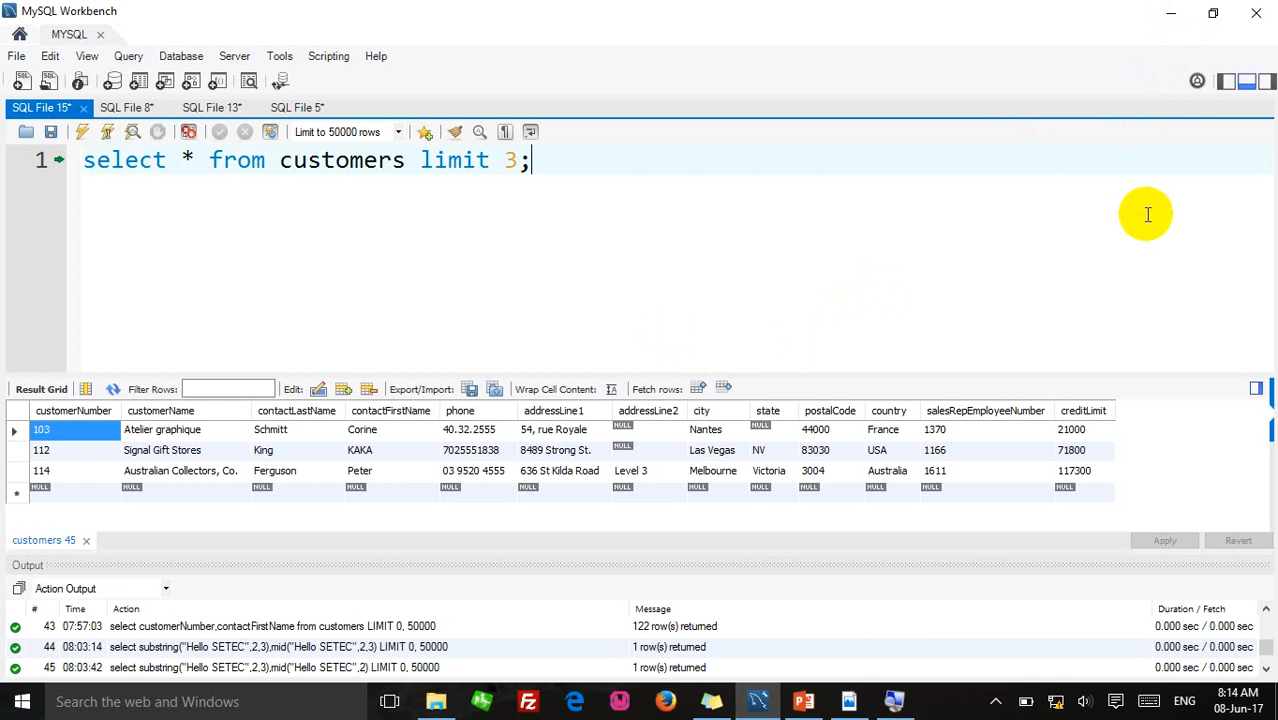 MySQL Workbench
MYSQL
File Edit View Query Database Server Tools Scripting Help
SQL File 15* SQL File 8* SQL File 13* SQL File 5*
Limit to 50000 rows
1 select * from customers limit 3;
Result Grid Filter Rows: Edit: Export/Import: Wrap Cell Content: Fetch rows:
customerNumber customerName contactLastName contactFirstName phone addressLine1 addressLine2 city state postalCode country salesRepEmployeeNumber creditLimit
103 Atelier graphique Schmitt Corine 40.32.2555 54, rue Royale NULL Nantes NULL 44000 France 1370 21000
112 Signal Gift Stores King KAKA 7025551838 8489 Strong St. NULL Las Vegas NV 83030 USA 1166 71800
114 Australian Collectors, Co. Ferguson Peter 03 9520 4555 636 St Kilda Road Level 3 Melbourne Victoria 3004 Australia 1611 117300
* NULL NULL NULL NULL NULL NULL NULL NULL NULL NULL NULL NULL NULL
customers 45 Apply Revert
Output
Action Output
# Time Action Message Duration / Fetch
43 07:57:03 select customerNumber,contactFirstName from customers LIMIT 0, 50000 122 row(s) returned 0.000 sec / 0.000 sec
44 08:03:14 select substring("Hello SETEC",2,3),mid("Hello SETEC",2,3) LIMIT 0, 50000 1 row(s) returned 0.000 sec / 0.000 sec
45 08:03:42 select substring("Hello SETEC",2,3),mid("Hello SETEC",2) LIMIT 0, 50000 1 row(s) returned 0.000 sec / 0.000 sec
Search the web and Windows ENG 8:14 AM
08-Jun-17